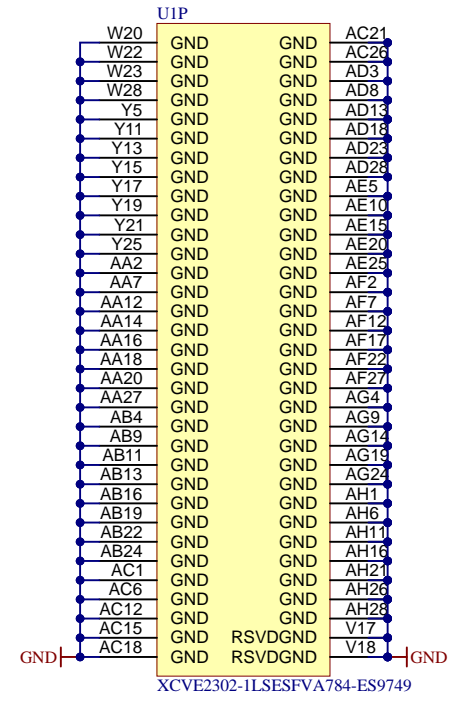 U1P
W20 GND GND AC21
W22 GND GND AC26
W23 GND GND AD3
W28 GND GND AD8
Y5 GND GND AD13
Y11 GND GND AD18
Y13 GND GND AD23
Y15 GND GND AD28
Y17 GND GND AE5
Y19 GND GND AE10
Y21 GND GND AE15
Y25 GND GND AE20
AA2 GND GND AE25
AA7 GND GND AF2
AA12 GND GND AF7
AA14 GND GND AF12
AA16 GND GND AF17
AA18 GND GND AF22
AA20 GND GND AF27
AA27 GND GND AG4
AB4 GND GND AG9
AB9 GND GND AG14
AB11 GND GND AG19
AB13 GND GND AG24
AB16 GND GND AH1
AB19 GND GND AH6
AB22 GND GND AH11
AB24 GND GND AH16
AC1 GND GND AH21
AC6 GND GND AH26
AC12 GND GND AH28
AC15 GND RSVDGND V17
GND AC18 GND RSVDGND V18 GND
XCVE2302-1LSESFVA784-ES9749